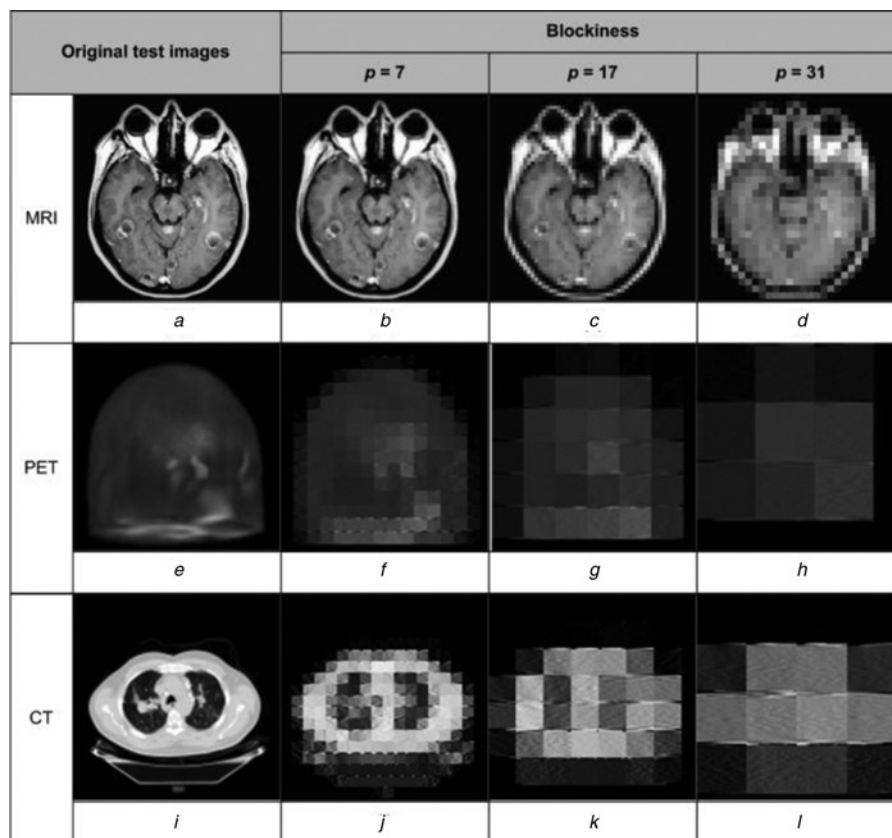 Original test images
Blockiness
p = 7
p = 17
p = 31
MRI
a
b
c
d
PET
e
f
g
h
CT
i
j
k
l